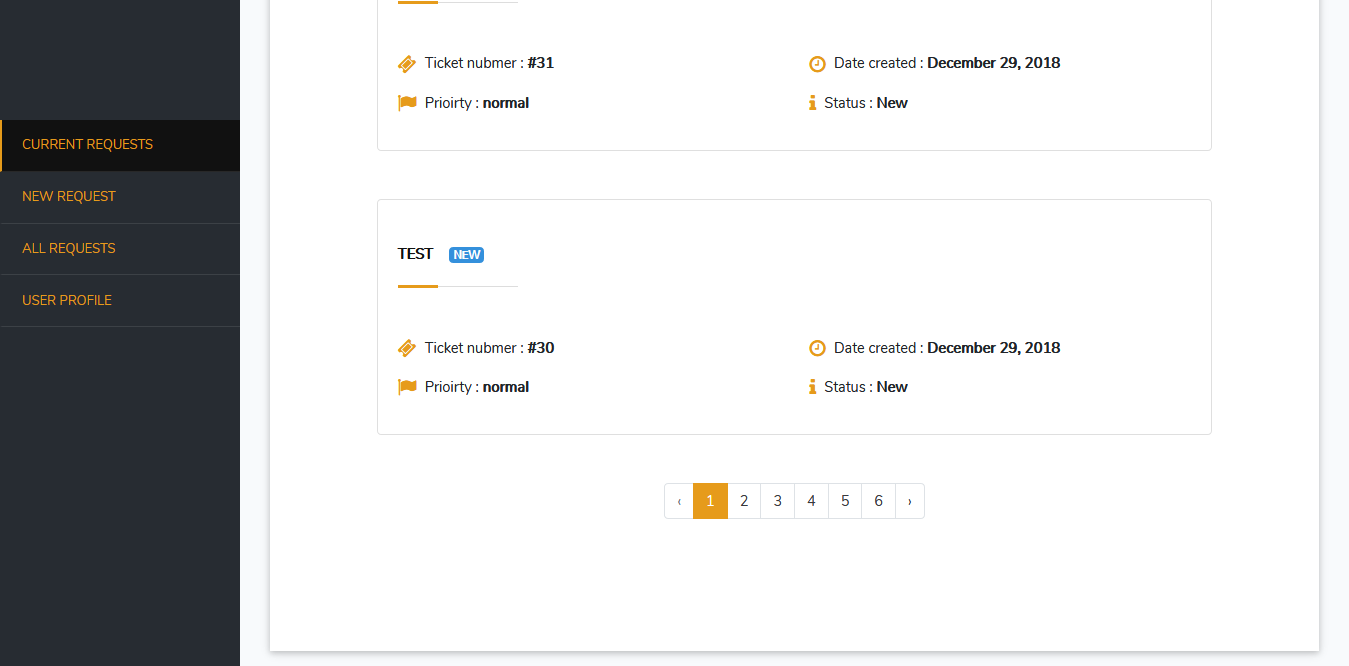 CURRENT REQUESTS
NEW REQUEST
ALL REQUESTS
USER PROFILE
Ticket nubmer : #31
Date created : December 29, 2018
Prioirty : normal
Status : New
TEST NEW
Ticket nubmer : #30
Date created : December 29, 2018
Prioirty : normal
Status : New
‹ 1 2 3 4 5 6 ›